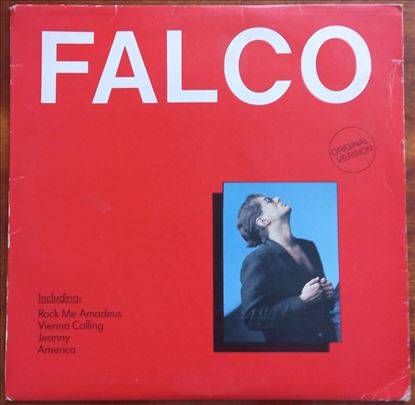 FALCO
ORIGINAL
VERSION
Including:
Rock Me Amadeus
Vienna Calling
Jeanny
America